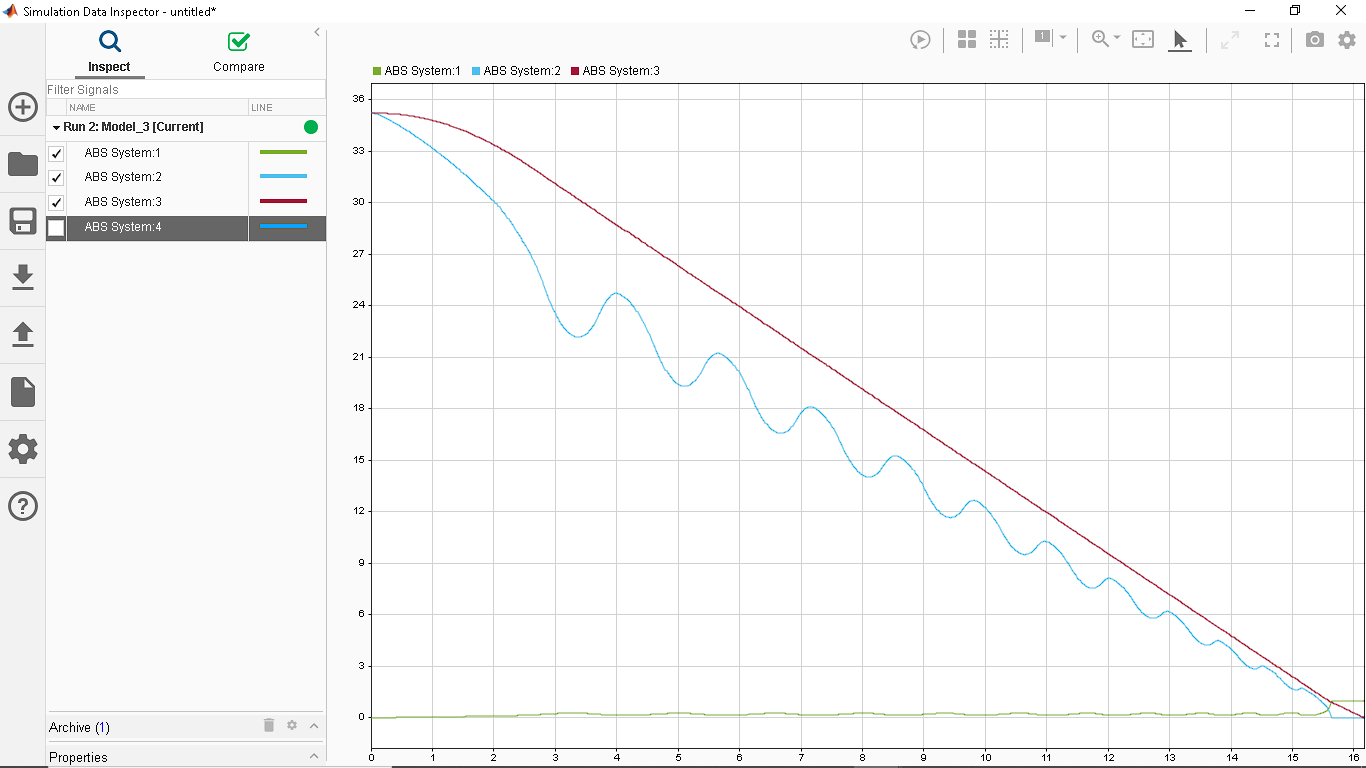 Simulation Data Inspector - untitled*
Inspect
Compare
Filter Signals
NAME
LINE
Run 2: Model_3 [Current]
ABS System:1
ABS System:2
ABS System:3
ABS System:4
Archive (1)
Properties
1
ABS System:1 ABS System:2 ABS System:3
36
33
30
27
24
21
18
15
12
9
6
3
0
0 1 2 3 4 5 6 7 8 9 10 11 12 13 14 15 16